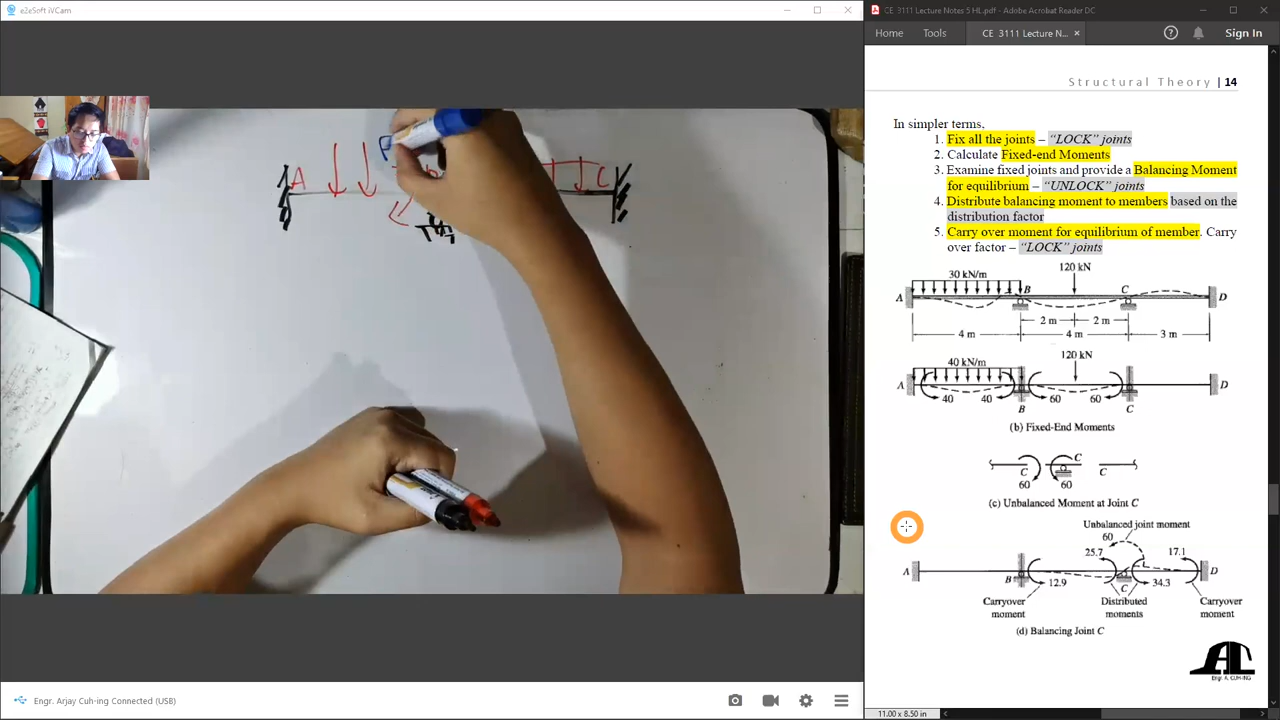 e2eSoft iVCam
CE 3111 Lecture Notes 5 HL.pdf - Adobe Acrobat Reader DC
Home
Tools
CE 3111 Lecture N...
Sign In
Structural Theory | 14
In simpler terms,
1. Fix all the joints – “LOCK” joints
2. Calculate Fixed-end Moments
3. Examine fixed joints and provide a Balancing Moment
for equilibrium – “UNLOCK” joints
4. Distribute balancing moment to members based on the
distribution factor
5. Carry over moment for equilibrium of member. Carry
over factor – “LOCK” joints
A C
30 kN/m 120 kN
A B C D
2 m 2 m
4 m 4 m 3 m
40 kN/m 120 kN
A D
40 40 60 60
B C
(b) Fixed-End Moments
C C C
60 60
(c) Unbalanced Moment at Joint C
Unbalanced joint moment
60
25.7 17.1
A B C D
12.9 34.3
Carryover Distributed Carryover
moment moments moment
(d) Balancing Joint C
Engr. A. CUH-ING
Engr. Arjay Cuh-ing Connected (USB)
11.00 x 8.50 in